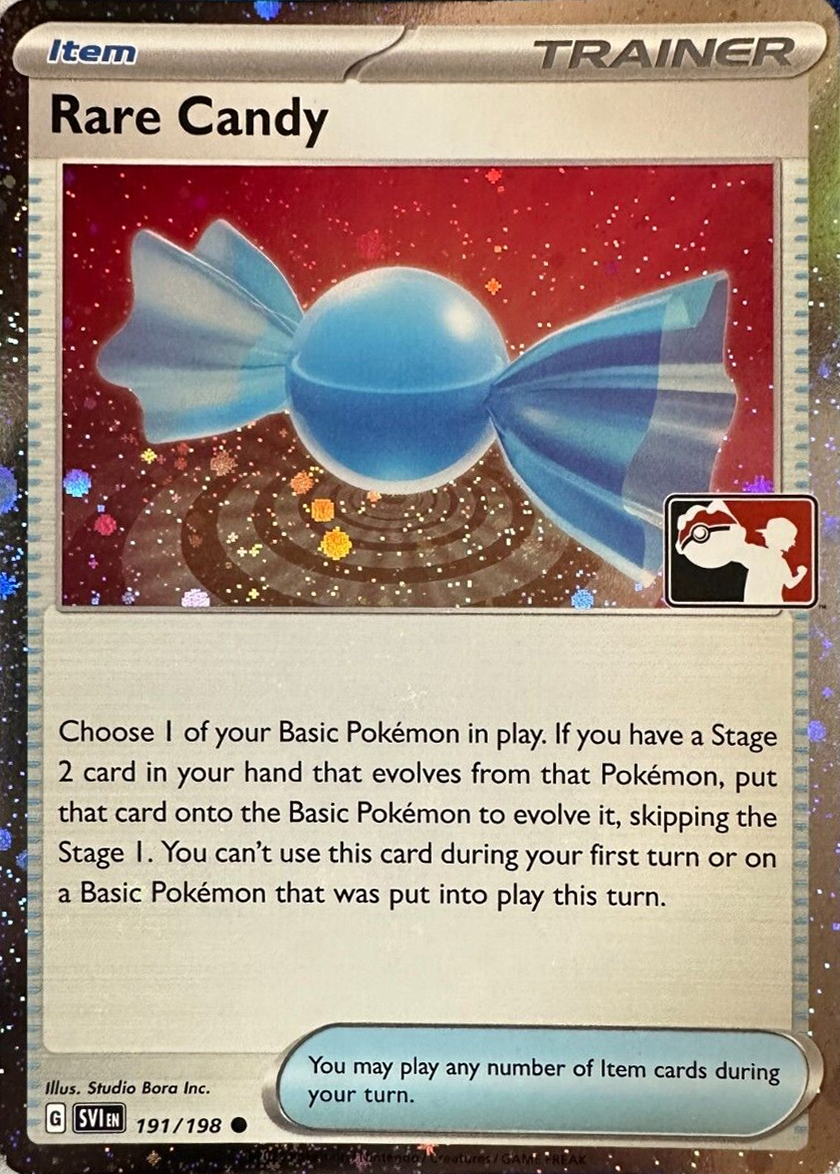 Item
TRAINER
Rare Candy
Choose 1 of your Basic Pokémon in play. If you have a Stage
2 card in your hand that evolves from that Pokémon, put
that card onto the Basic Pokémon to evolve it, skipping the
Stage 1. You can't use this card during your first turn or on
a Basic Pokémon that was put into play this turn.
You may play any number of Item cards during
your turn.
Illus. Studio Bora Inc.
G SVI EN 191/198
Nintendo / Creatures / GAME FREAK